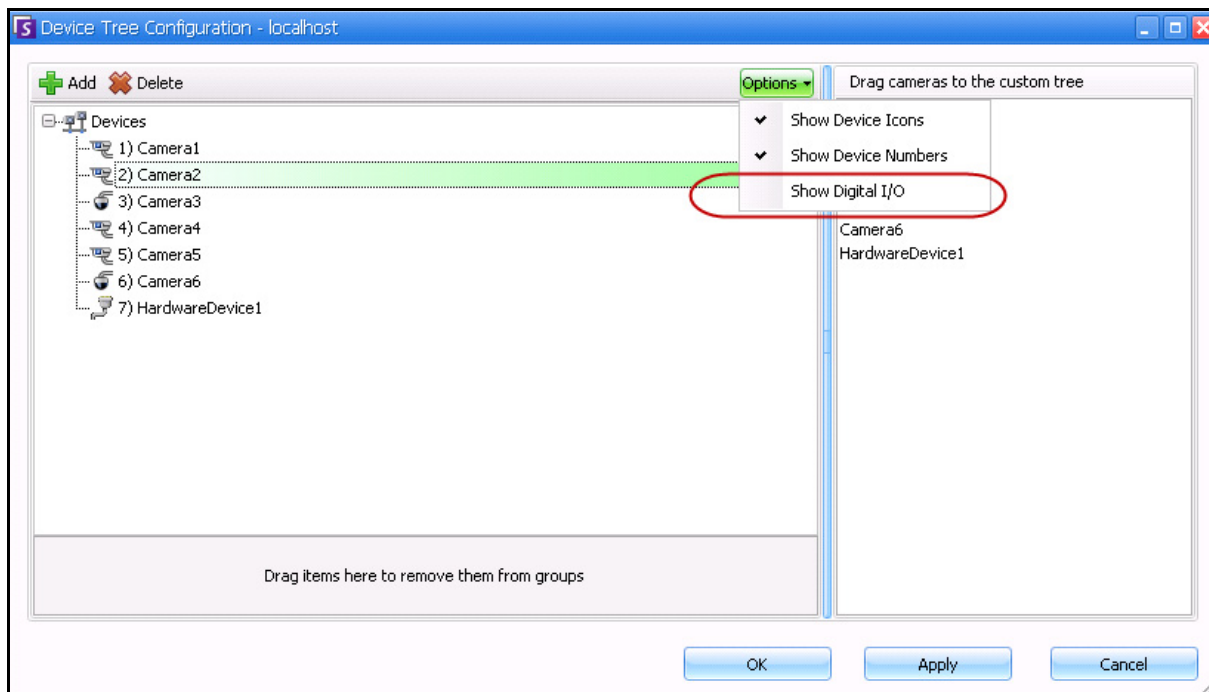 Device Tree Configuration - localhost
Add Delete Options
Drag cameras to the custom tree
Devices
1) Camera1
2) Camera2
3) Camera3
4) Camera4
5) Camera5
6) Camera6
7) HardwareDevice1
Show Device Icons
Show Device Numbers
Show Digital I/O
Camera6
HardwareDevice1
Drag items here to remove them from groups
OK Apply Cancel